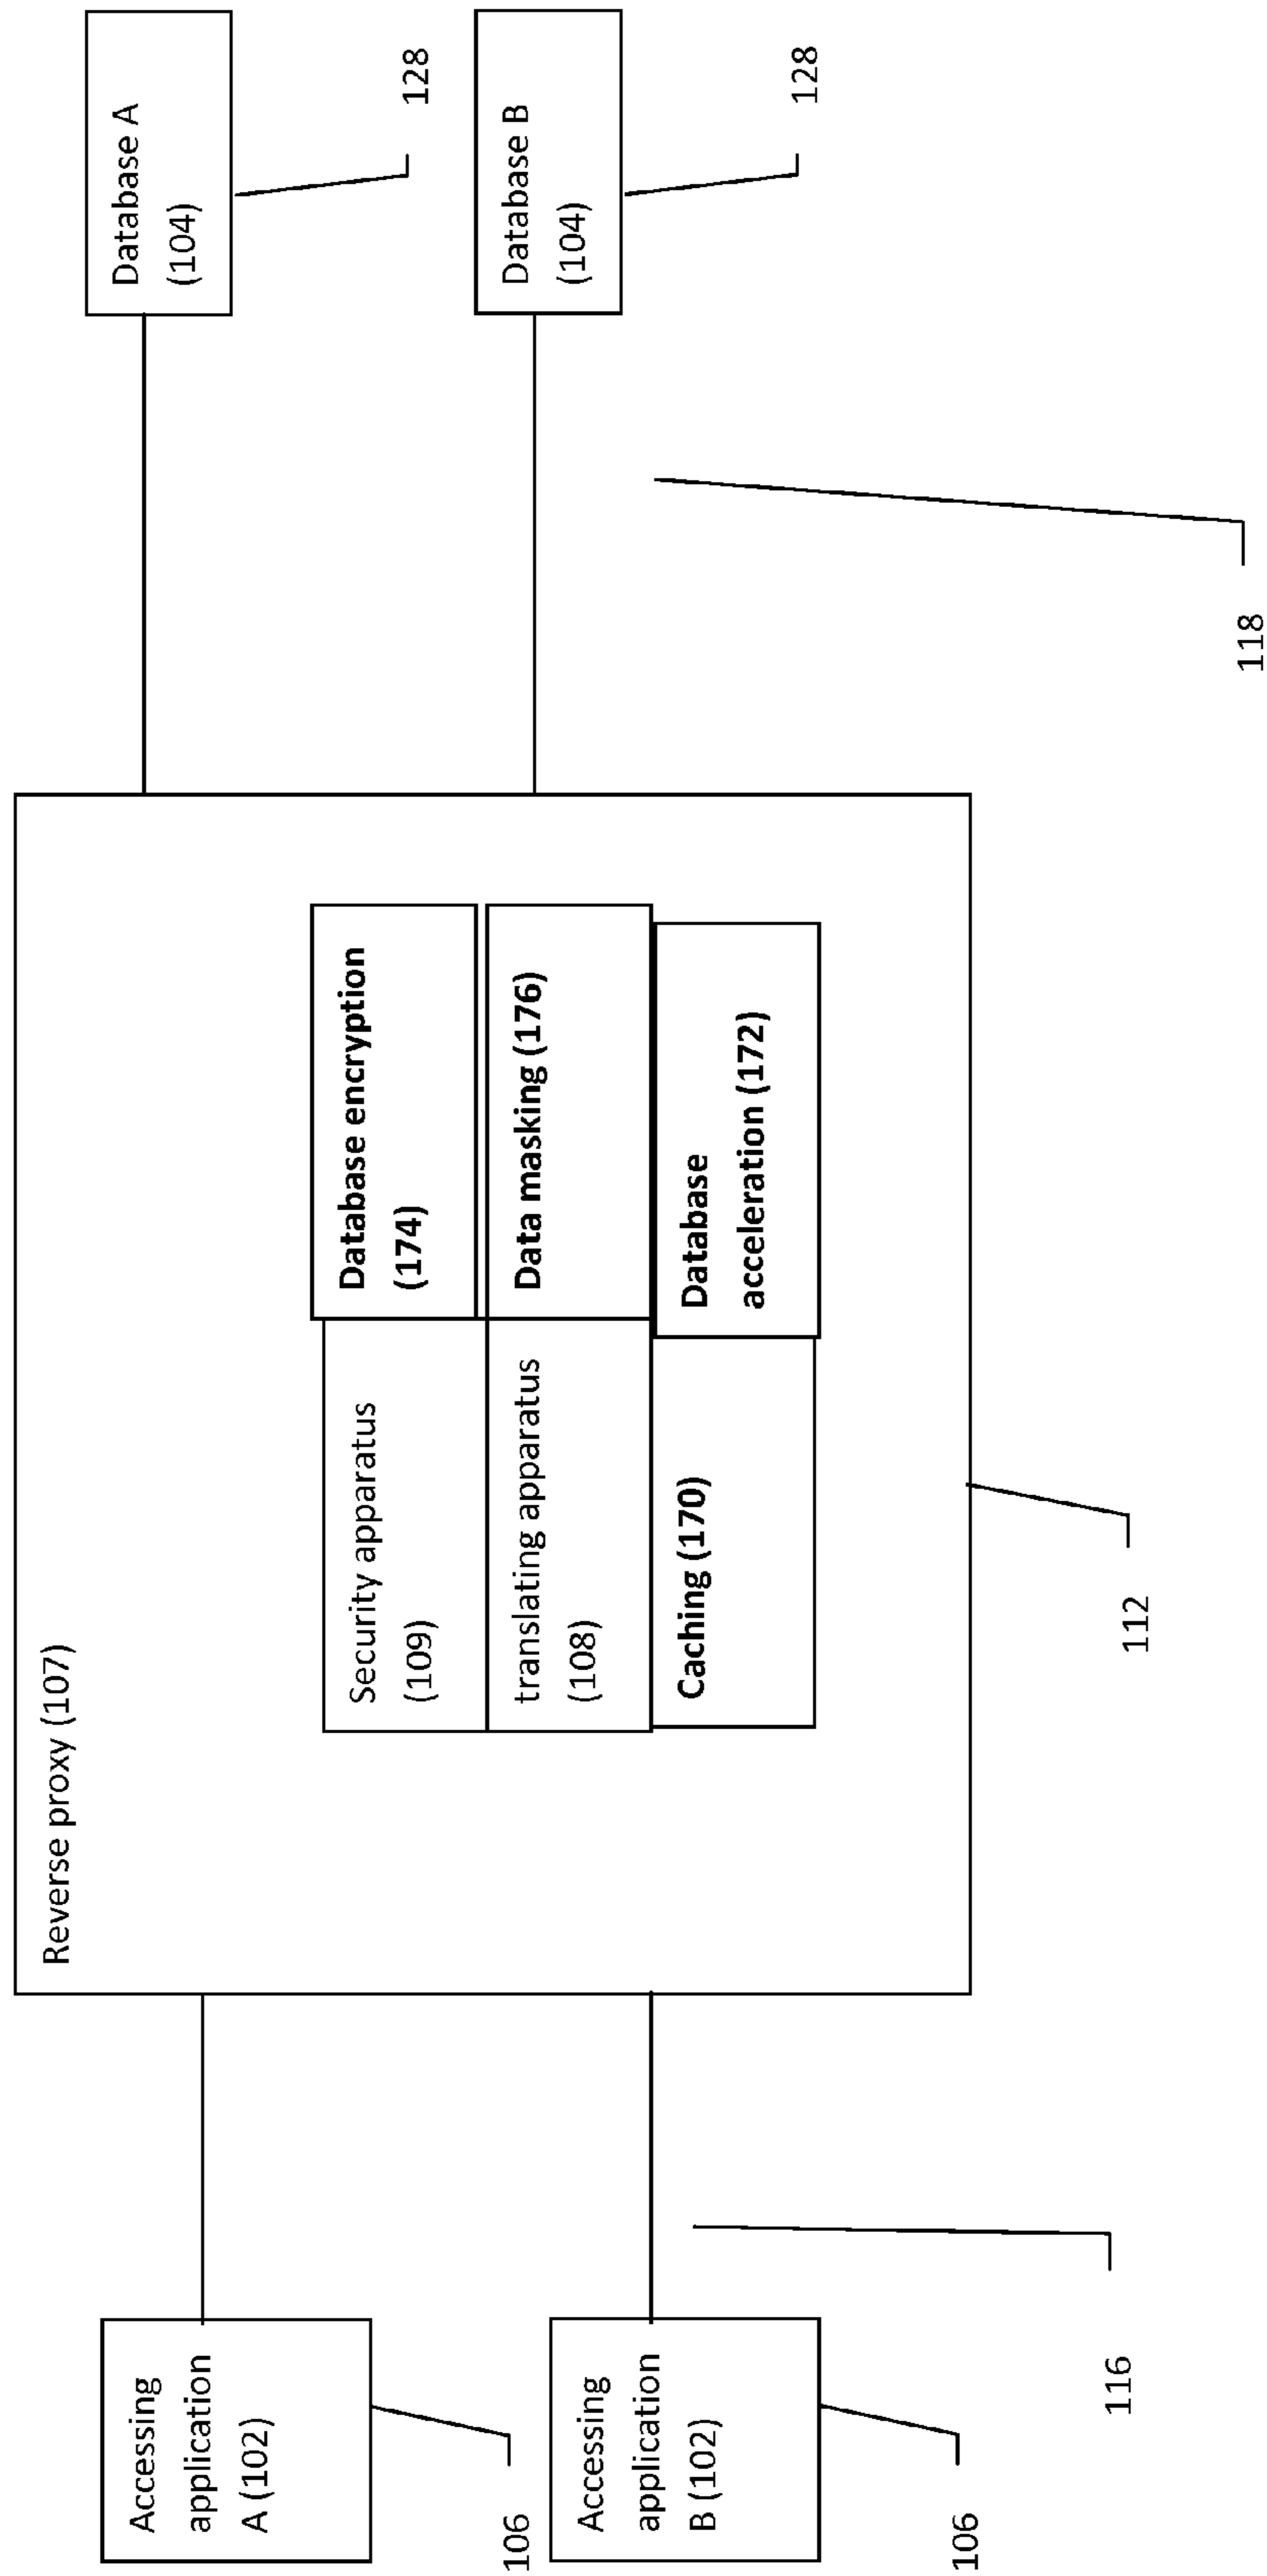 Reverse proxy (107)
Accessing
application
A (102)
106
Accessing
application
B (102)
106
116
Security apparatus
(109)
translating apparatus
(108)
Caching (170)
Database encryption
(174)
Data masking (176)
Database
acceleration (172)
112
Database A
(104)
128
Database B
(104)
128
118